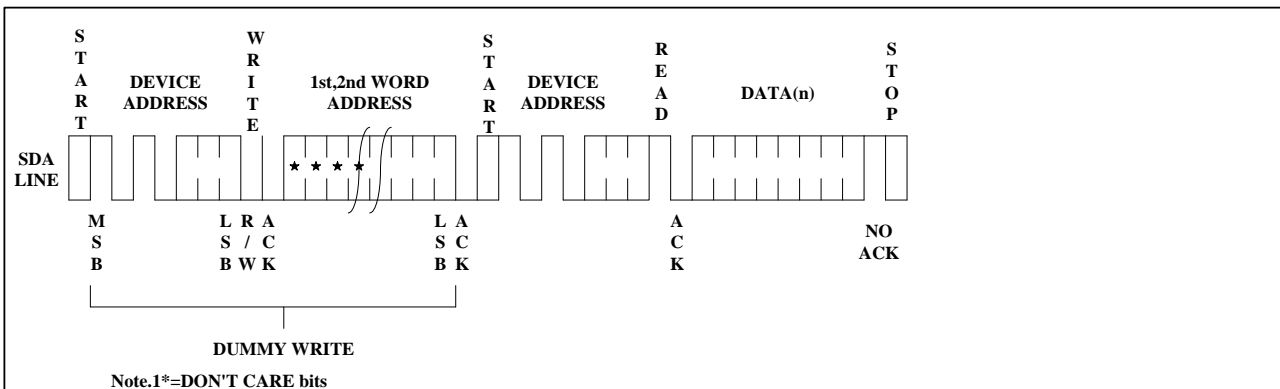 START
DEVICE ADDRESS
WRITE
1st,2nd WORD ADDRESS
START
DEVICE ADDRESS
READ
DATA(n)
STOP
SDA LINE
★ ★ ★ ★
MSB
LSB
R/W
ACK
LSB
ACK
ACK
NO ACK
DUMMY WRITE
Note.1*=DON'T CARE bits